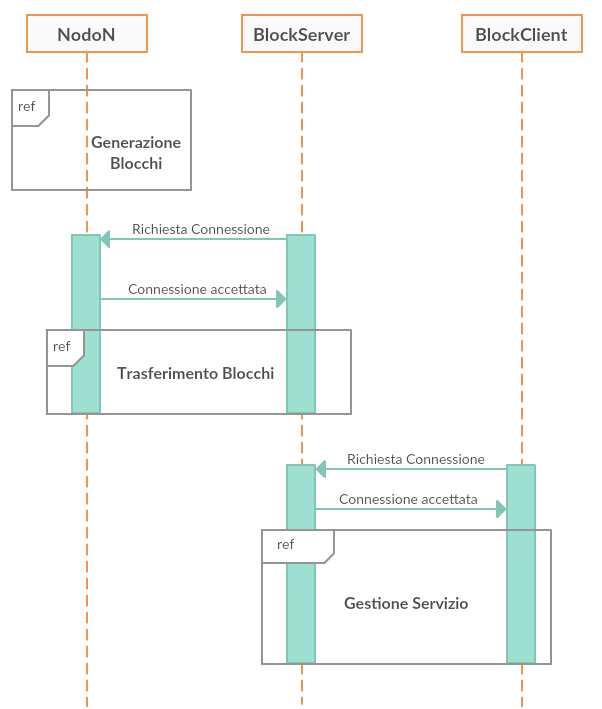 NodoN
BlockServer
BlockClient
ref
Generazione
Blocchi
Richiesta Connessione
Connessione accettata
ref
Trasferimento Blocchi
Richiesta Connessione
Connessione accettata
ref
Gestione Servizio